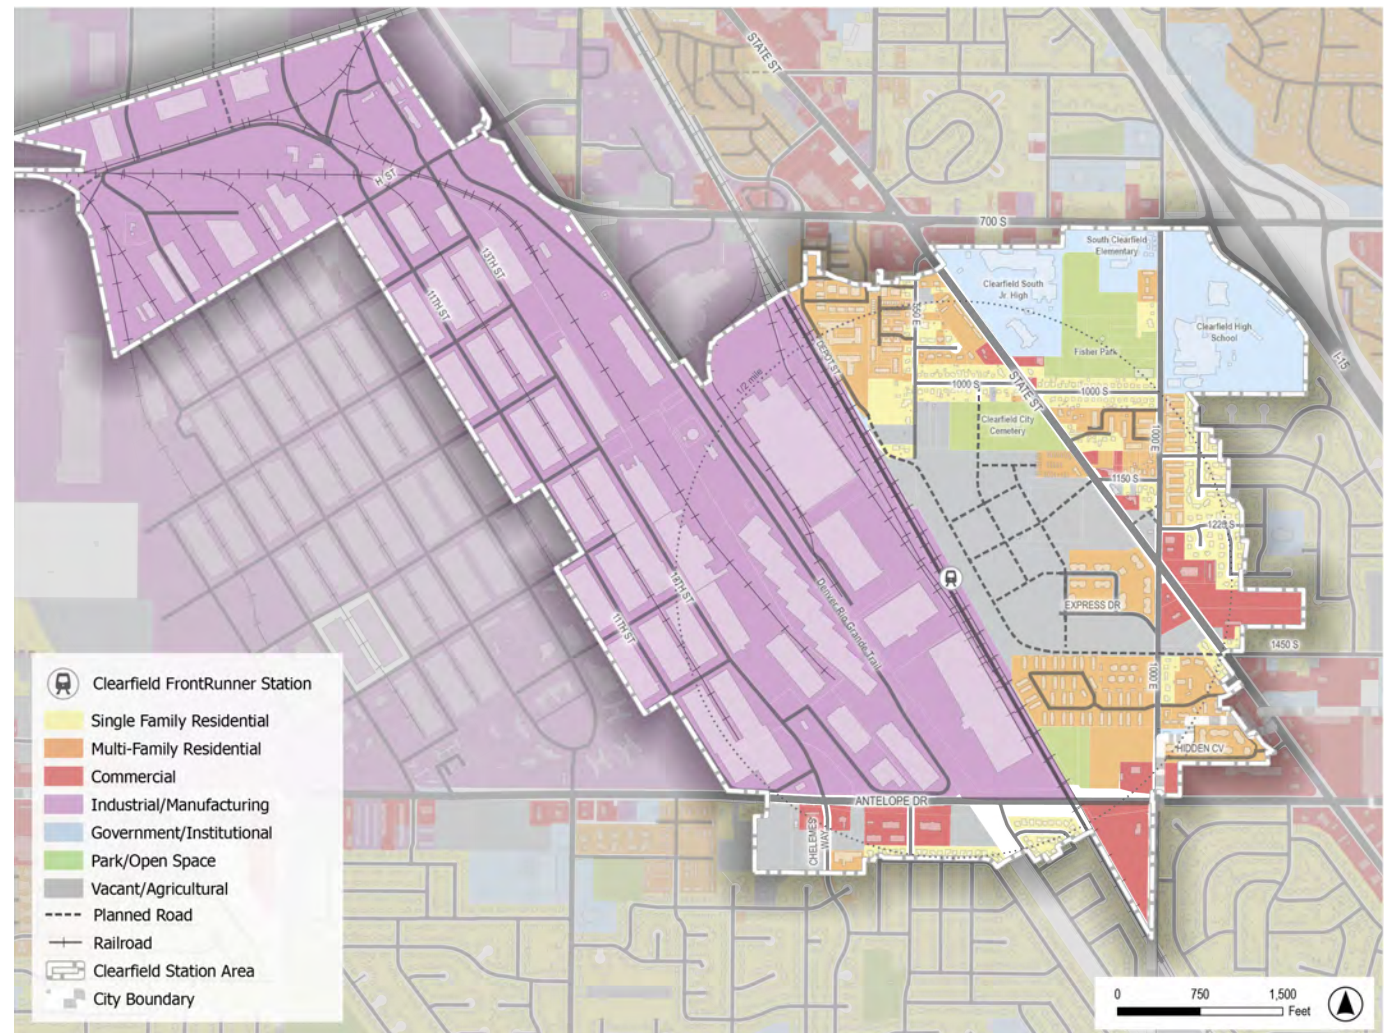 STATE ST
700 S
H ST
13TH ST
11TH ST
South Clearfield
Elementary
Clearfield South
Jr. High
Clearfield High
School
I-15
550 E
DEPOT ST
Fisher Park
1/2 mile
1000 S
STATE ST
1000 S
Clearfield City
Cemetery
1000 E
1150 S
1225 S
EXPRESS DR
Denver Rio Grande Trail
11TH ST
1450 S
1000 E
HIDDEN CV
ANTELOPE DR
CHELEMES
WAY
Clearfield FrontRunner Station
Single Family Residential
Multi-Family Residential
Commercial
Industrial/Manufacturing
Government/Institutional
Park/Open Space
Vacant/Agricultural
Planned Road
Railroad
Clearfield Station Area
City Boundary
0 750 1,500
Feet